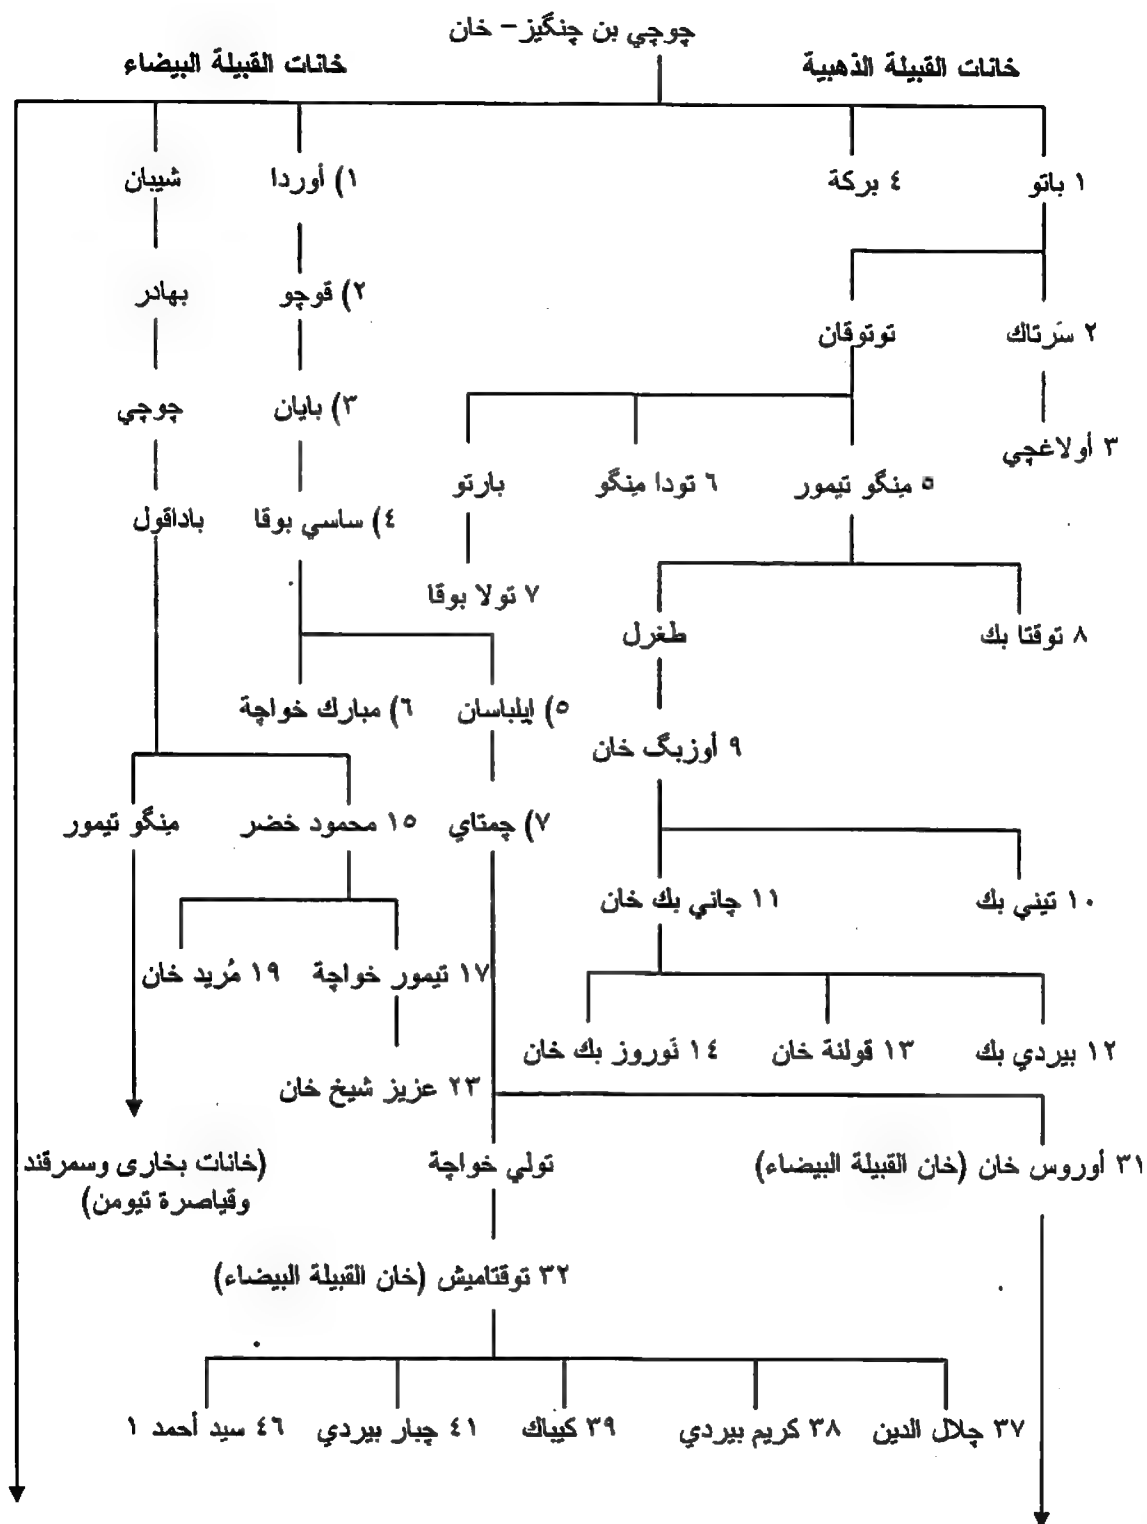 چوچي بن چنگيز- خان
خانات القبيلة الذهبية
خانات القبيلة البيضاء
١ باتو
٤ بركة
١) أوردا
شيبان
٢) قوچو
بهادر
٢ سَرتاك
توتوقان
٣) بايان
چوچي
٣ أولاغچي
٥ مِنگو تيمور
٦ تودا مِنگو
بارتو
٤) ساسي بوقا
باداقول
٧ تولا بوقا
٨ توقتا بك
طغرل
٥) إيلباسان
٦) مبارك خواچة
٩ أوزبگ خان
٧) چمتاي
١٥ محمود خضر
مِنگو تيمور
١٠ تيني بك
١١ چاني بك خان
١٧ تيمور خواچة
١٩ مُريد خان
١٢ بيردي بك
١٣ قولنة خان
١٤ نَوروز بك خان
٢٣ عزيز شيخ خان
٣١ أوروس خان (خان القبيلة البيضاء)
تولي خواچة
(خانات بخارى وسمرقند
وقياصرة تيومن)
٣٢ توقتاميش (خان القبيلة البيضاء)
٣٧ جلال الدين
٣٨ كريم بيردي
٣٩ كيباك
٤١ چبار بيردي
٤٦ سيد أحمد ١